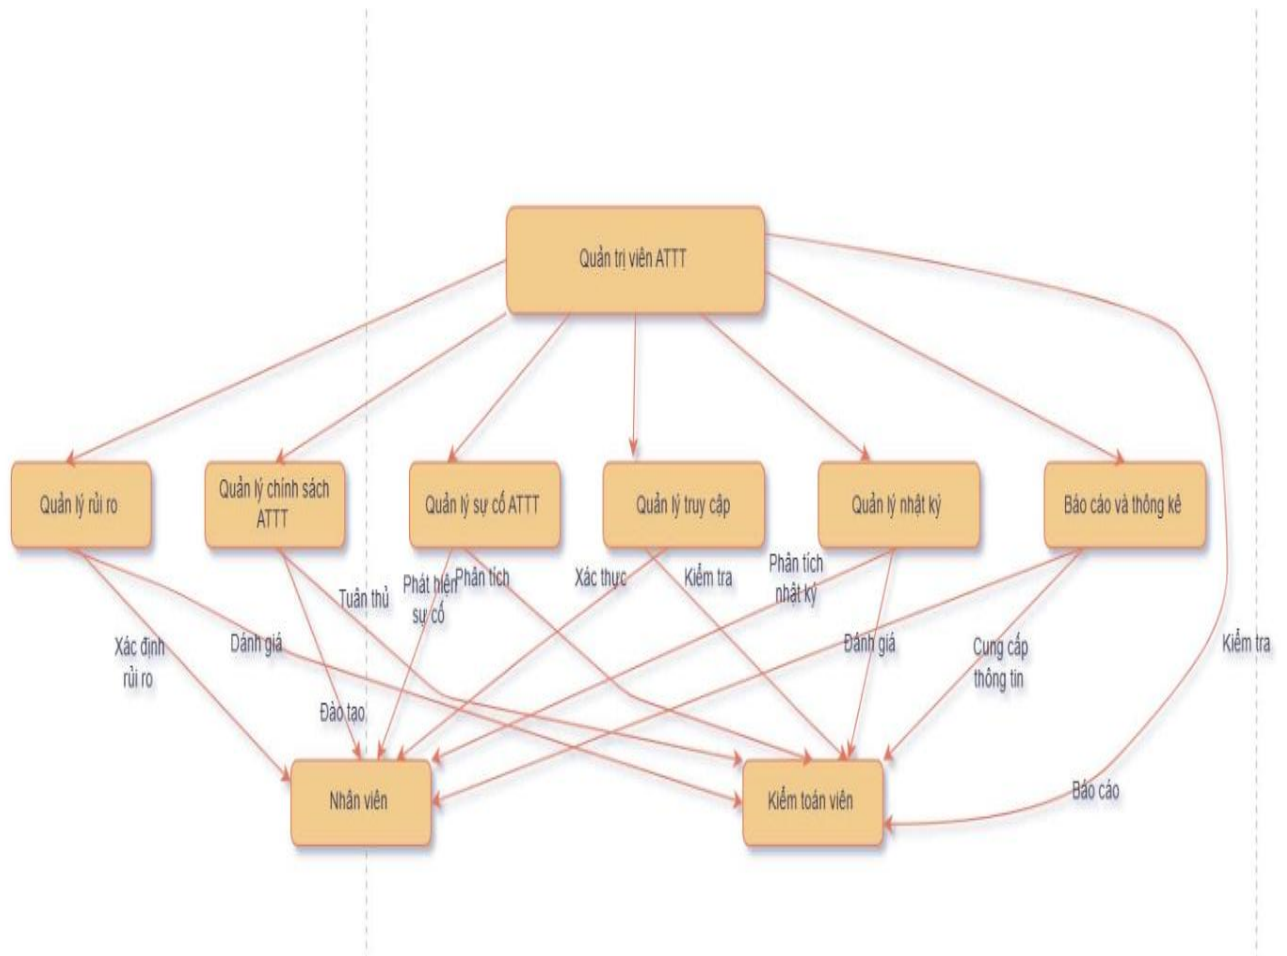 Quản trị viên ATTT
Quản lý rủi ro
Quản lý chính sách
ATTT
Quản lý sự cố ATTT
Quản lý truy cập
Quản lý nhật ký
Báo cáo và thông kê
Tuân thủ
Phát hiện
sự cố
Phân tích
Xác thực
Kiểm tra
Phân tích
nhật ký
Xác định
rủi ro
Dánh giá
Đánh giá
Cung cấp
thông tin
Kiểm tra
Đào tạo
Báo cáo
Nhân viên
Kiểm toán viên